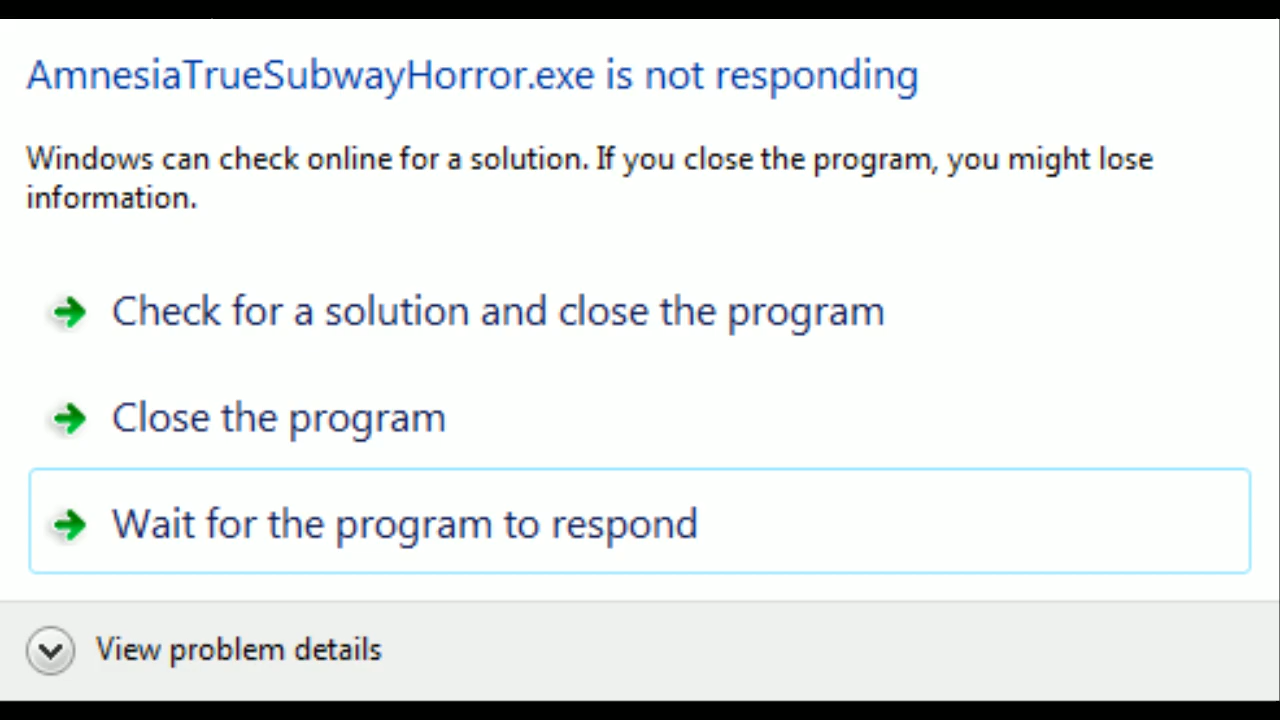 AmnesiaTrueSubwayHorror.exe is not responding
Windows can check online for a solution. If you close the program, you might lose
information.
Check for a solution and close the program
Close the program
Wait for the program to respond
View problem details